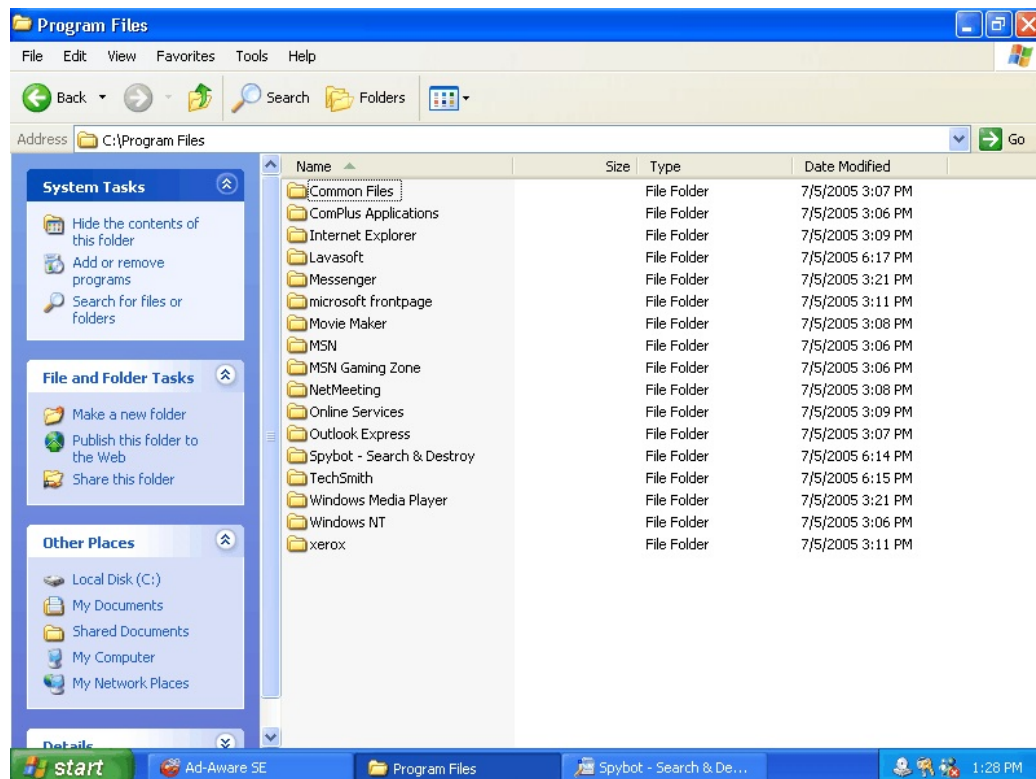 Program Files
File Edit View Favorites Tools Help
Back Search Folders
Address C:\Program Files Go
System Tasks
Hide the contents of
this folder
Add or remove
programs
Search for files or
folders
File and Folder Tasks
Make a new folder
Publish this folder to
the Web
Share this folder
Other Places
Local Disk (C:)
My Documents
Shared Documents
My Computer
My Network Places
Details
Name Size Type Date Modified
Common Files File Folder 7/5/2005 3:07 PM
ComPlus Applications File Folder 7/5/2005 3:06 PM
Internet Explorer File Folder 7/5/2005 3:09 PM
Lavasoft File Folder 7/5/2005 6:17 PM
Messenger File Folder 7/5/2005 3:21 PM
microsoft frontpage File Folder 7/5/2005 3:11 PM
Movie Maker File Folder 7/5/2005 3:08 PM
MSN File Folder 7/5/2005 3:06 PM
MSN Gaming Zone File Folder 7/5/2005 3:06 PM
NetMeeting File Folder 7/5/2005 3:08 PM
Online Services File Folder 7/5/2005 3:09 PM
Outlook Express File Folder 7/5/2005 3:07 PM
Spybot - Search & Destroy File Folder 7/5/2005 6:14 PM
TechSmith File Folder 7/5/2005 6:15 PM
Windows Media Player File Folder 7/5/2005 3:21 PM
Windows NT File Folder 7/5/2005 3:06 PM
xerox File Folder 7/5/2005 3:11 PM
start Ad-Aware SE Program Files Spybot - Search & De... 1:28 PM